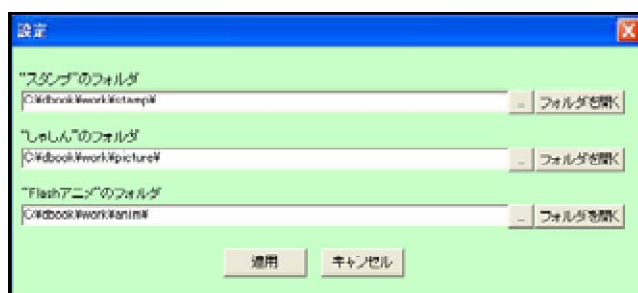 設定
"スタンプ"のフォルダ
C:¥dbook¥work¥stamp¥
... フォルダを開く
"しゃしん"のフォルダ
C:¥dbook¥work¥picture¥
... フォルダを開く
"Flashアニメ"のフォルダ
C:¥dbook¥work¥anim¥
... フォルダを開く
適用 キャンセル